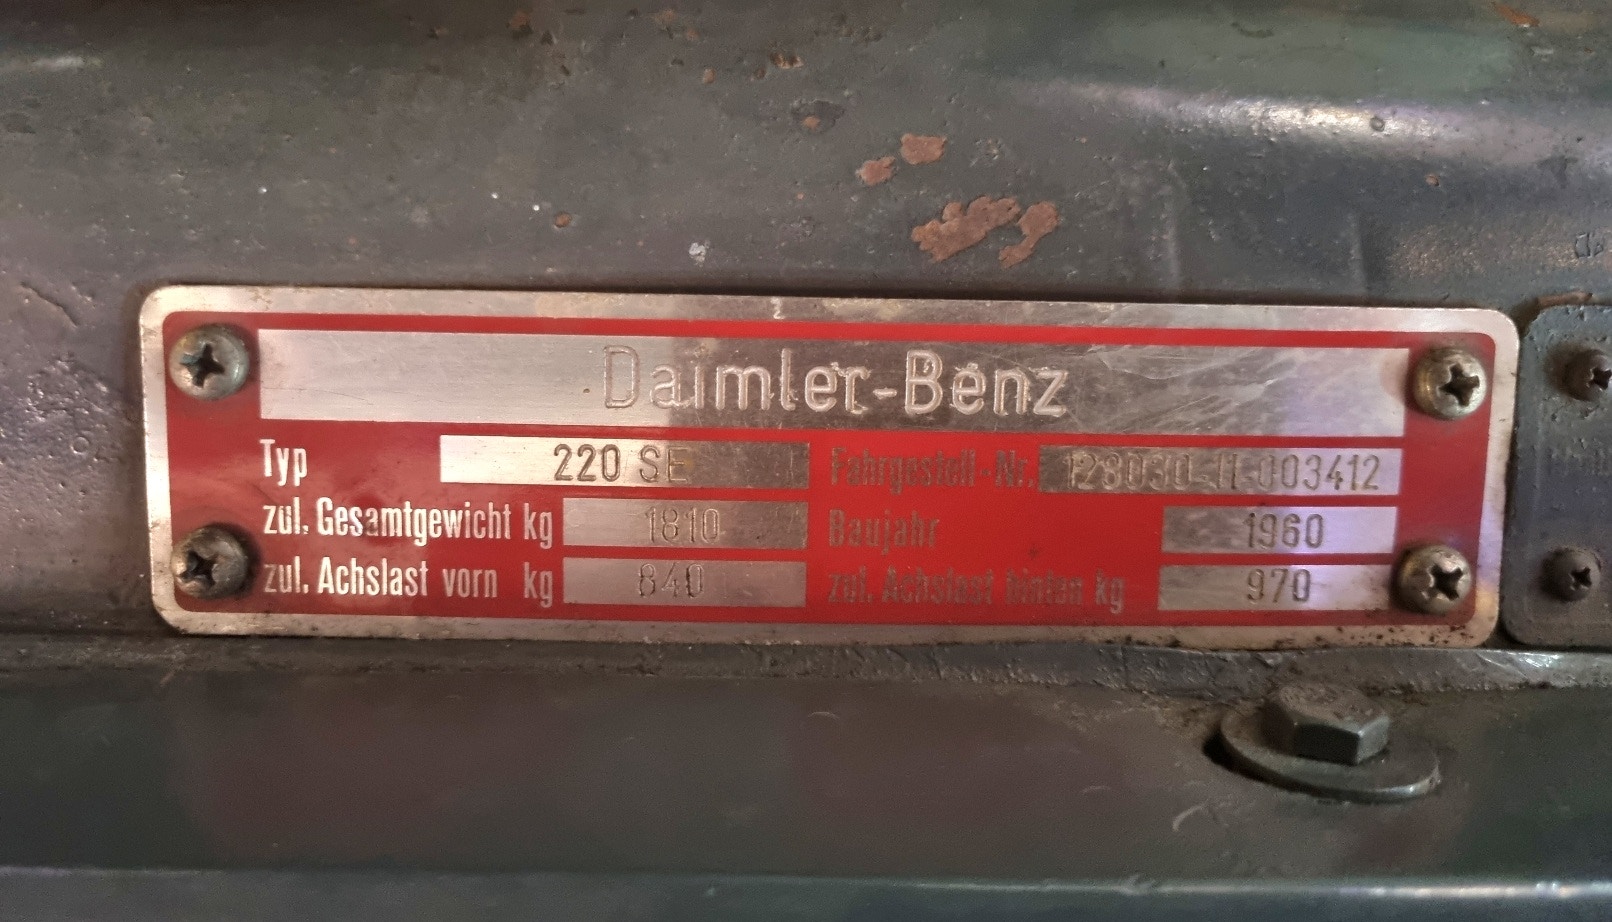 2
Daimler-Benz
Typ 220 SE Fahrgestell-Nr. 128030-11-003412
zul. Gesamtgewicht kg 1810 Baujahr 1960
zul. Achslast vorn kg 840 zul. Achslast hinten kg 970